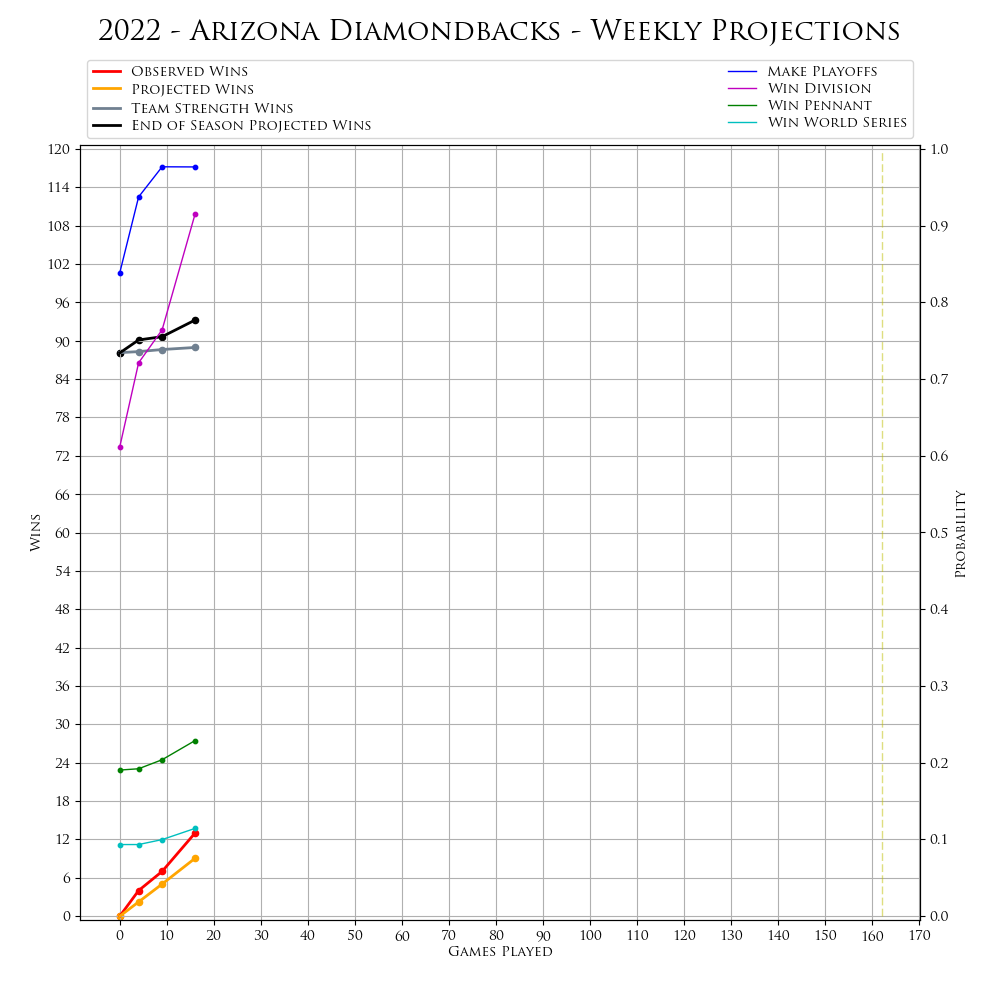 2022 - Arizona Diamondbacks - Weekly Projections
Observed Wins
Projected Wins
Team Strength Wins
End of Season Projected Wins
Make Playoffs
Win Division
Win Pennant
Win World Series
120
114
108
102
96
90
84
78
72
66
60
54
48
42
36
30
24
18
12
6
0
Wins
1.0
0.9
0.8
0.7
0.6
0.5
0.4
0.3
0.2
0.1
0.0
Probability
0 10 20 30 40 50 60 70 80 90 100 110 120 130 140 150 160 170
Games Played